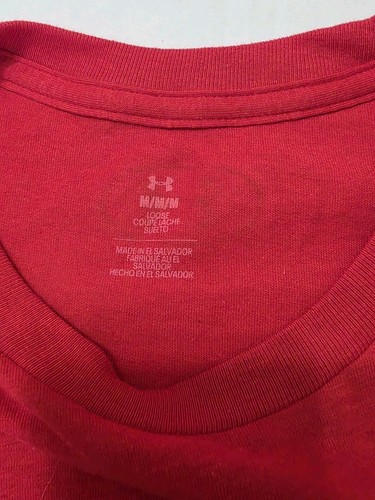 M/M/M
LOOSE
COUPE LÂCHE
SUELTO
MADE IN EL SALVADOR
FABRIQUÉ AU EL
SALVADOR
HECHO EN EL SALVADOR